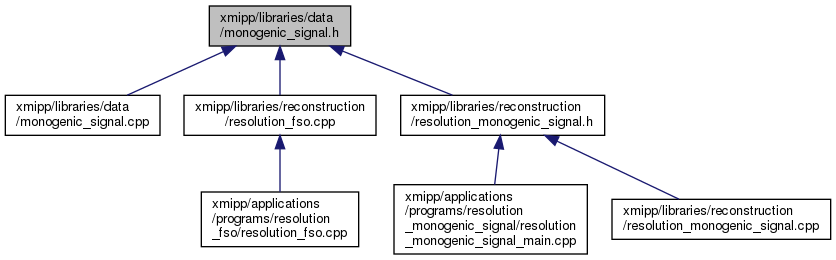 xmipp/libraries/data
/monogenic_signal.h
xmipp/libraries/data
/monogenic_signal.cpp
xmipp/libraries/reconstruction
/resolution_fso.cpp
xmipp/libraries/reconstruction
/resolution_monogenic_signal.h
xmipp/applications
/programs/resolution
_fso/resolution_fso.cpp
xmipp/applications
/programs/resolution
_monogenic_signal/resolution
_monogenic_signal_main.cpp
xmipp/libraries/reconstruction
/resolution_monogenic_signal.cpp